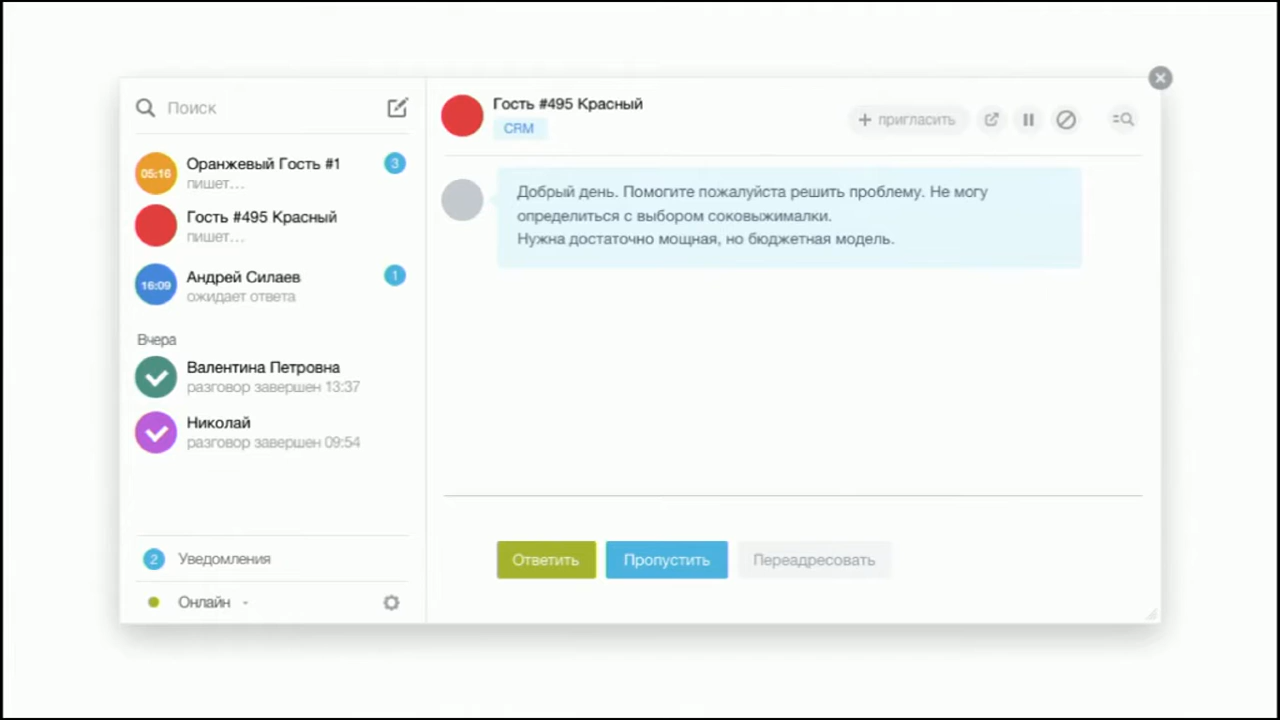 Поиск
05:16
Оранжевый Гость #1
3
пишет...
Гость #495 Красный
пишет...
16:09
Андрей Силаев
1
ожидает ответа
Вчера
Валентина Петровна
разговор завершен 13:37
Николай
разговор завершен 09:54
2 Уведомления
Онлайн
Гость #495 Красный
CRM
+ пригласить
Добрый день. Помогите пожалуйста решить проблему. Не могу
определиться с выбором соковыжималки.
Нужна достаточно мощная, но бюджетная модель.
Ответить Пропустить Переадресовать